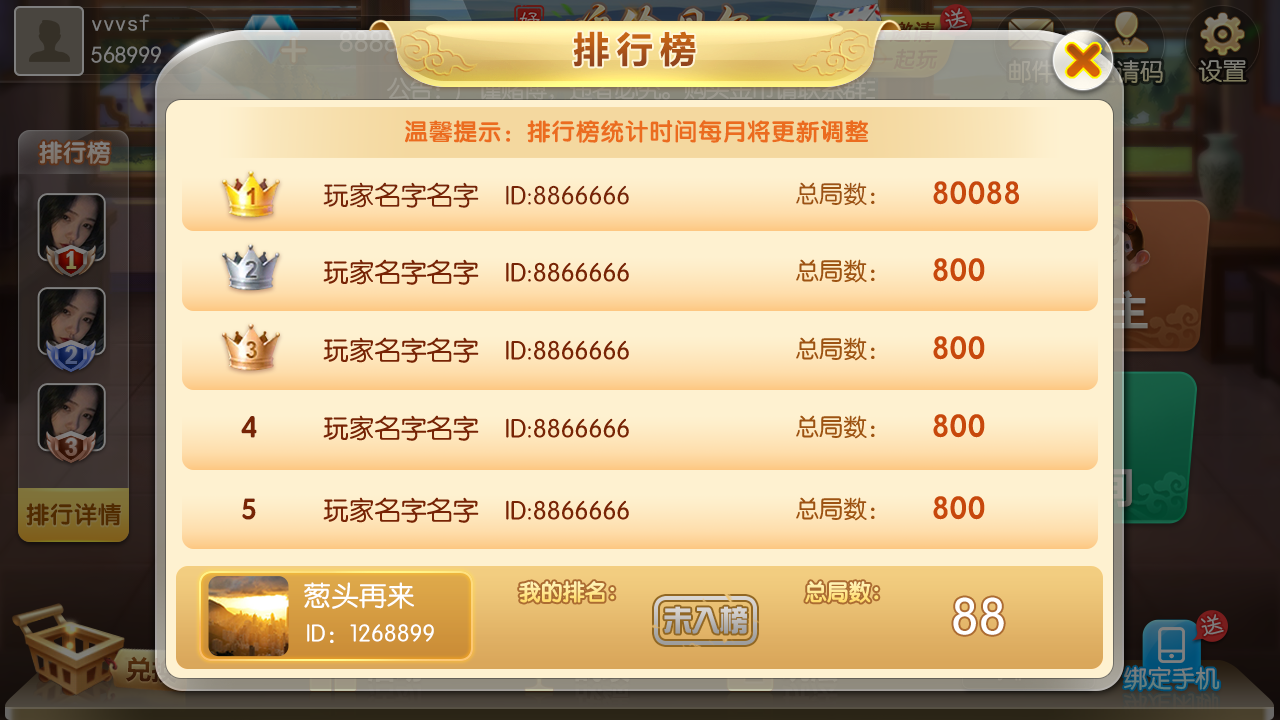 vvvsf
568999
排行榜
送
设置
温馨提示：排行榜统计时间每月将更新调整
排行榜
1 玩家名字名字 ID:8866666 总局数： 80088
1
2 玩家名字名字 ID:8866666 总局数： 800
2
3 玩家名字名字 ID:8866666 总局数： 800
3
4 玩家名字名字 ID:8866666 总局数： 800
5 玩家名字名字 ID:8866666 总局数： 800
排行详情
葱头再来
ID：1268899
我的排名：
未入榜
总局数：
88
送
绑定手机